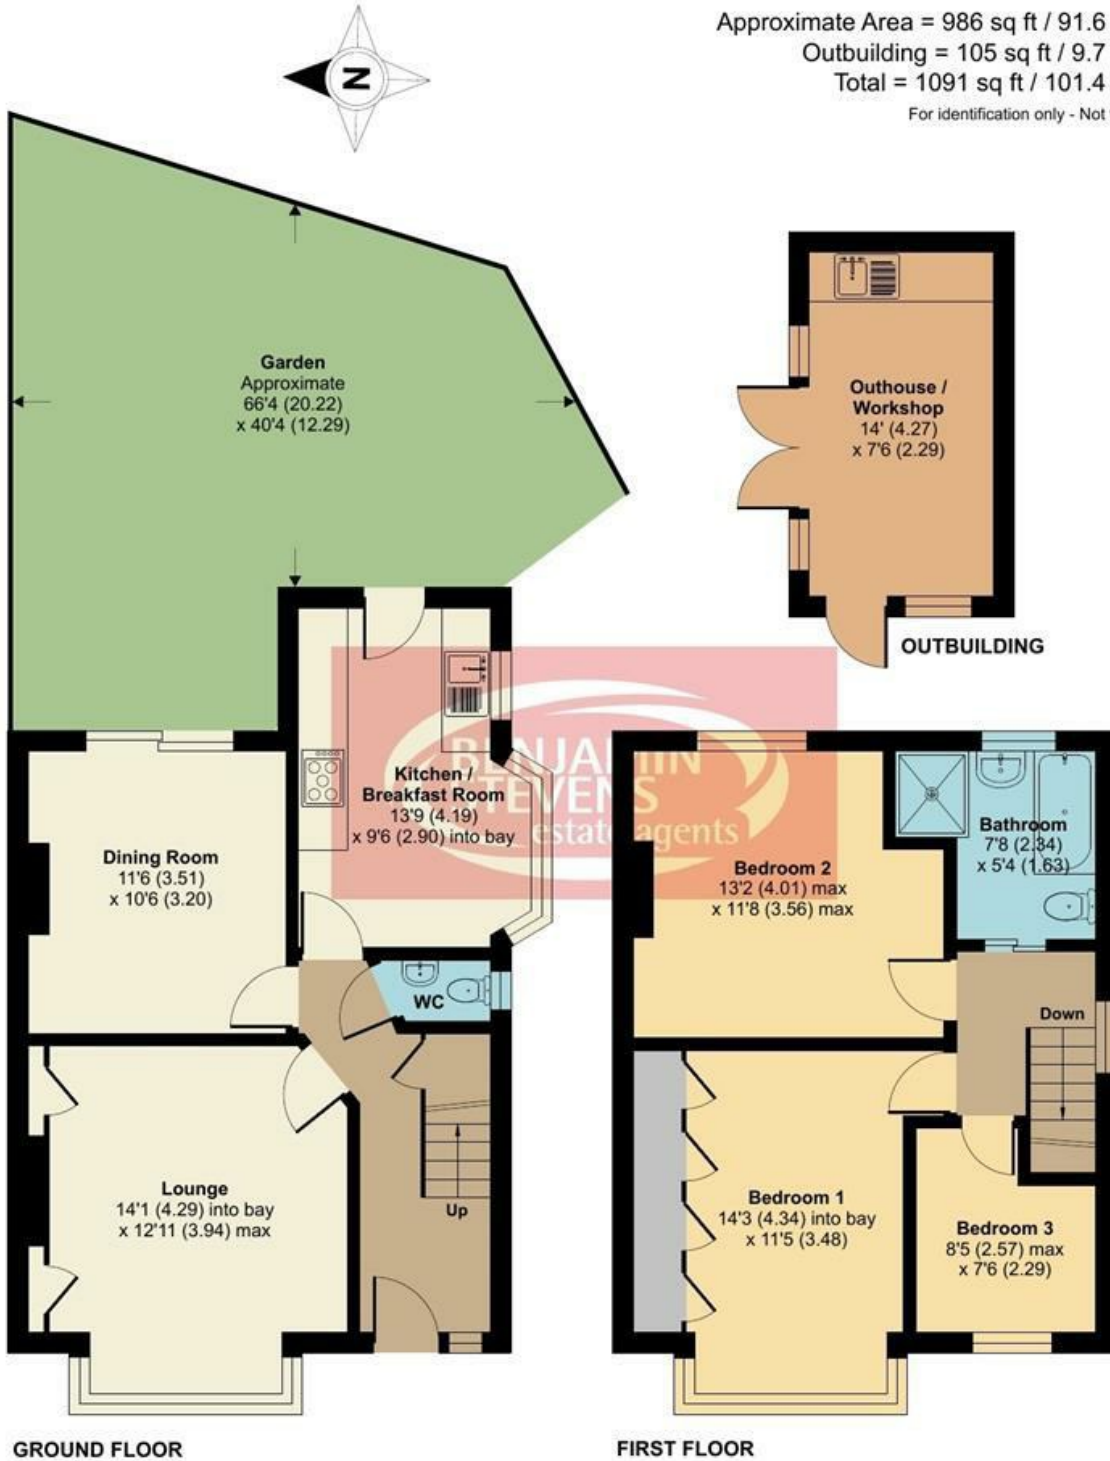 Approximate Area = 986 sq ft / 91.6
Outbuilding = 105 sq ft / 9.7
Total = 1091 sq ft / 101.4
For identification only - Not
N
Garden
Approximate
66'4 (20.22)
x 40'4 (12.29)
Outhouse /
Workshop
14' (4.27)
x 7'6 (2.29)
OUTBUILDING
BENJAMIN
STEVENS
estate agents
Kitchen /
Breakfast Room
13'9 (4.19)
x 9'6 (2.90) into bay
Dining Room
11'6 (3.51)
x 10'6 (3.20)
WC
Lounge
14'1 (4.29) into bay
x 12'11 (3.94) max
Up
GROUND FLOOR
Bathroom
7'8 (2.34)
x 5'4 (1.63)
Bedroom 2
13'2 (4.01) max
x 11'8 (3.56) max
Down
Bedroom 1
14'3 (4.34) into bay
x 11'5 (3.48)
Bedroom 3
8'5 (2.57) max
x 7'6 (2.29)
FIRST FLOOR